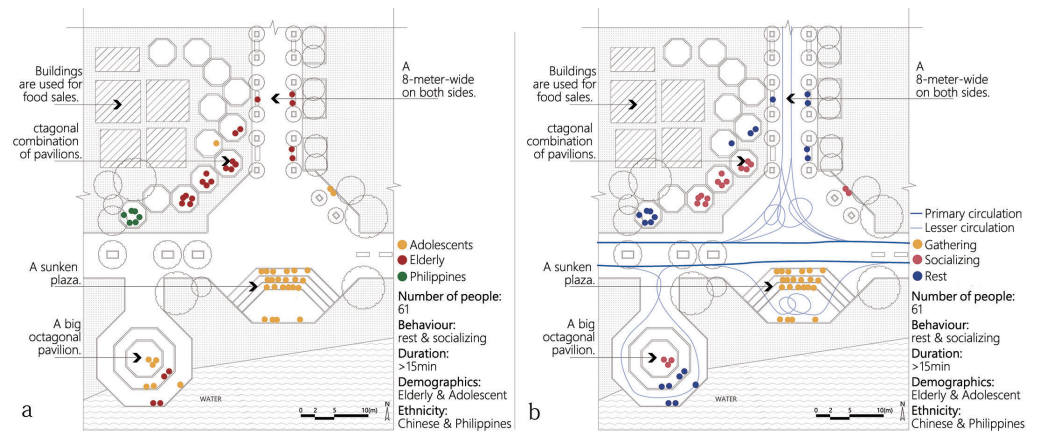 Buildings
are used for
food sales.
ctagonal
combination
of pavilions.
A
8-meter-wide
on both sides.
Adolescents
Elderly
Philippines
A sunken
plaza.
Number of people:
61
Behaviour:
rest & socializing
A big
octagonal
pavilion.
Duration:
>15min
Demographics:
Elderly & Adolescent
Ethnicity:
Chinese & Philippines
WATER
0 2 5 10(m)
N
a
Buildings
are used for
food sales.
ctagonal
combination
of pavilions.
A
8-meter-wide
on both sides.
Primary circulation
Lesser circulation
Gathering
Socializing
Rest
A sunken
plaza.
Number of people:
61
Behaviour:
rest & socializing
A big
octagonal
pavilion.
Duration:
>15min
Demographics:
Elderly & Adolescent
Ethnicity:
Chinese & Philippines
WATER
0 2 5 10(m)
N
b